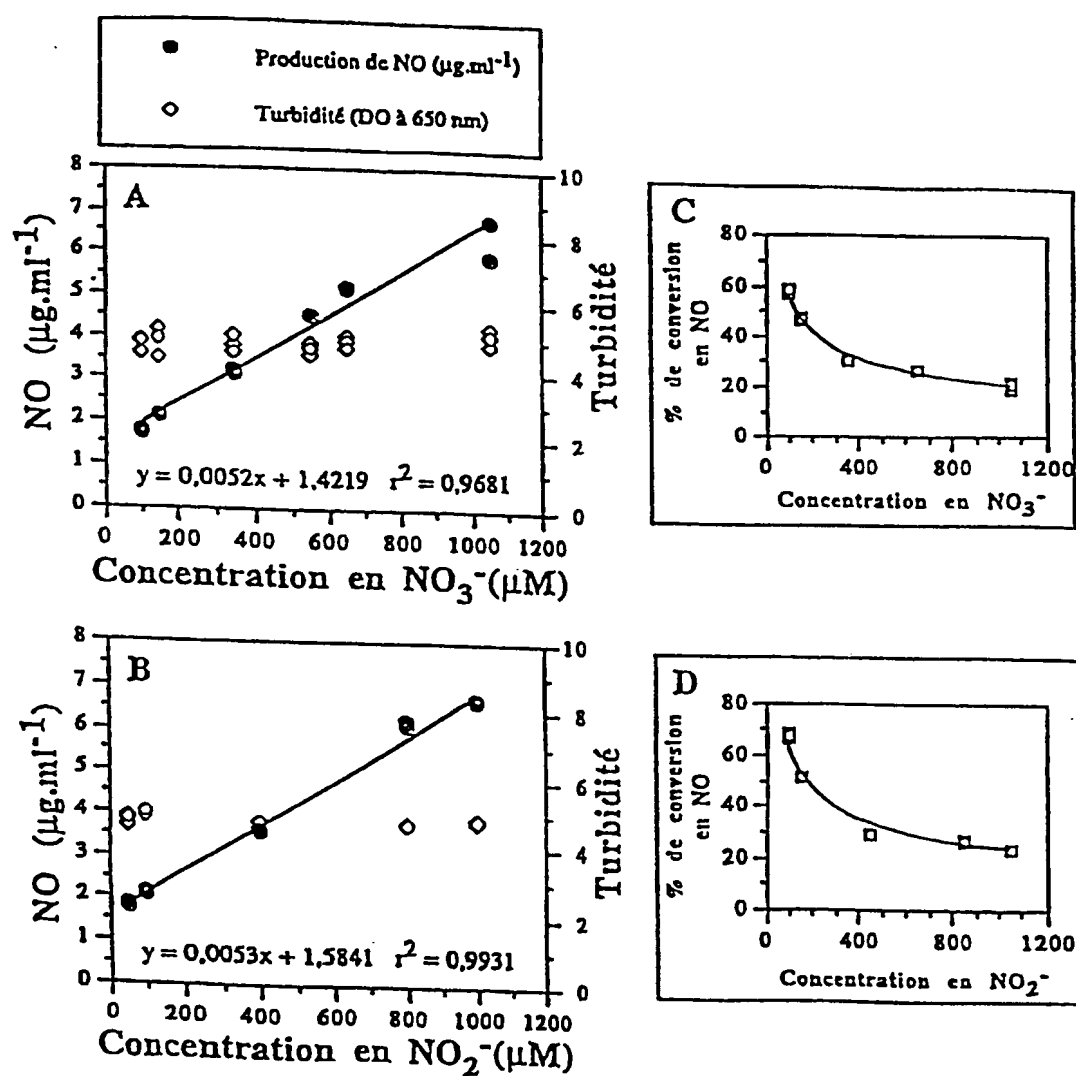 Production de NO (µg.ml⁻¹)
Turbidité (DO à 650 nm)
A
NO (µg.ml⁻¹)
8
7
6
5
4
3
2
1
0
Turbidité
10
8
6
4
2
0
y = 0,0052x + 1,4219 r² = 0,9681
0 200 400 600 800 1000 1200
Concentration en NO₃⁻(µM)
C
% de conversion
en NO
80
60
40
20
0
0 400 800 1200
Concentration en NO₃⁻
B
NO (µg.ml⁻¹)
8
7
6
5
4
3
2
1
0
Turbidité
10
8
6
4
2
0
y = 0,0053x + 1,5841 r² = 0,9931
0 200 400 600 800 1000 1200
Concentration en NO₂⁻(µM)
D
% de conversion
en NO
80
60
40
20
0
0 400 800 1200
Concentration en NO₂⁻